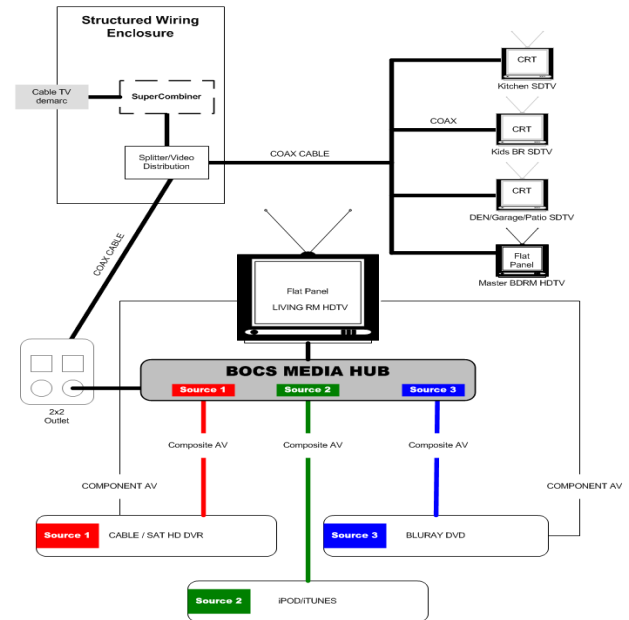 Structured Wiring
Enclosure
Cable TV
demarc
SuperCombiner
Splitter/Video
Distribution
COAX CABLE
COAX CABLE
COAX
CRT
Kitchen SDTV
CRT
Kids BR SDTV
CRT
DEN/Garage/Patio SDTV
Flat
Panel
Master BDRM HDTV
Flat Panel
LIVING RM HDTV
BOCS MEDIA HUB
Source 1
Source 2
Source 3
2x2
Outlet
Composite AV
Composite AV
Composite AV
COMPONENT AV
COMPONENT AV
Source 1
CABLE / SAT HD DVR
Source 3
BLURAY DVD
Source 2
iPOD/iTUNES